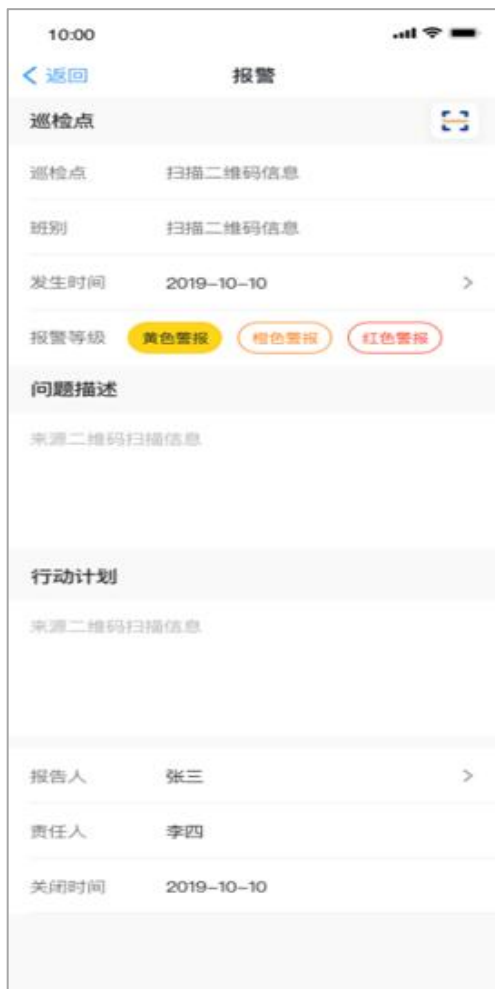 10:00
返回 报警
巡检点
巡检点 扫描二维码信息
班别 扫描二维码信息
发生时间 2019-10-10
报警等级 黄色警报 橙色警报 红色警报
问题描述
来源二维码扫描信息
行动计划
来源二维码扫描信息
报告人 张三
责任人 李四
关闭时间 2019-10-10